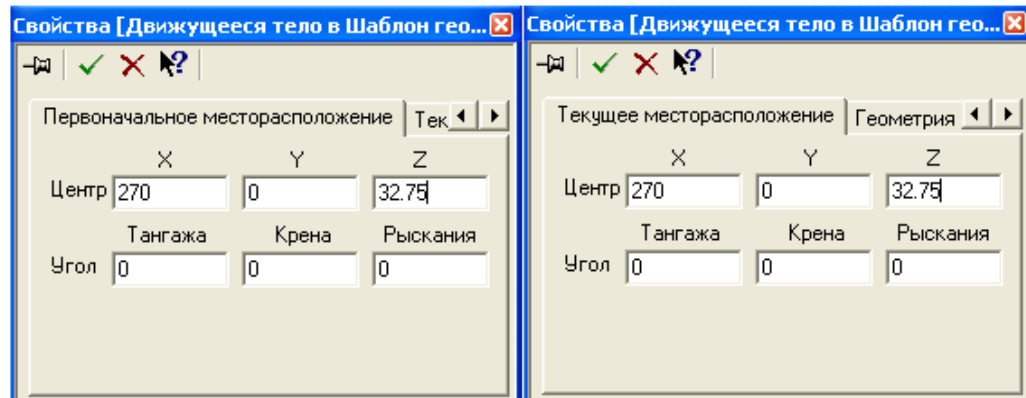 Свойства [Движущееся тело в Шаблон гео...
Первоначальное месторасположение Тек
X Y Z
Центр 270 0 32.75
Тангажа Крена Рыскания
Угол 0 0 0
Свойства [Движущееся тело в Шаблон гео...
Текущее месторасположение Геометрия
X Y Z
Центр 270 0 32.75
Тангажа Крена Рыскания
Угол 0 0 0